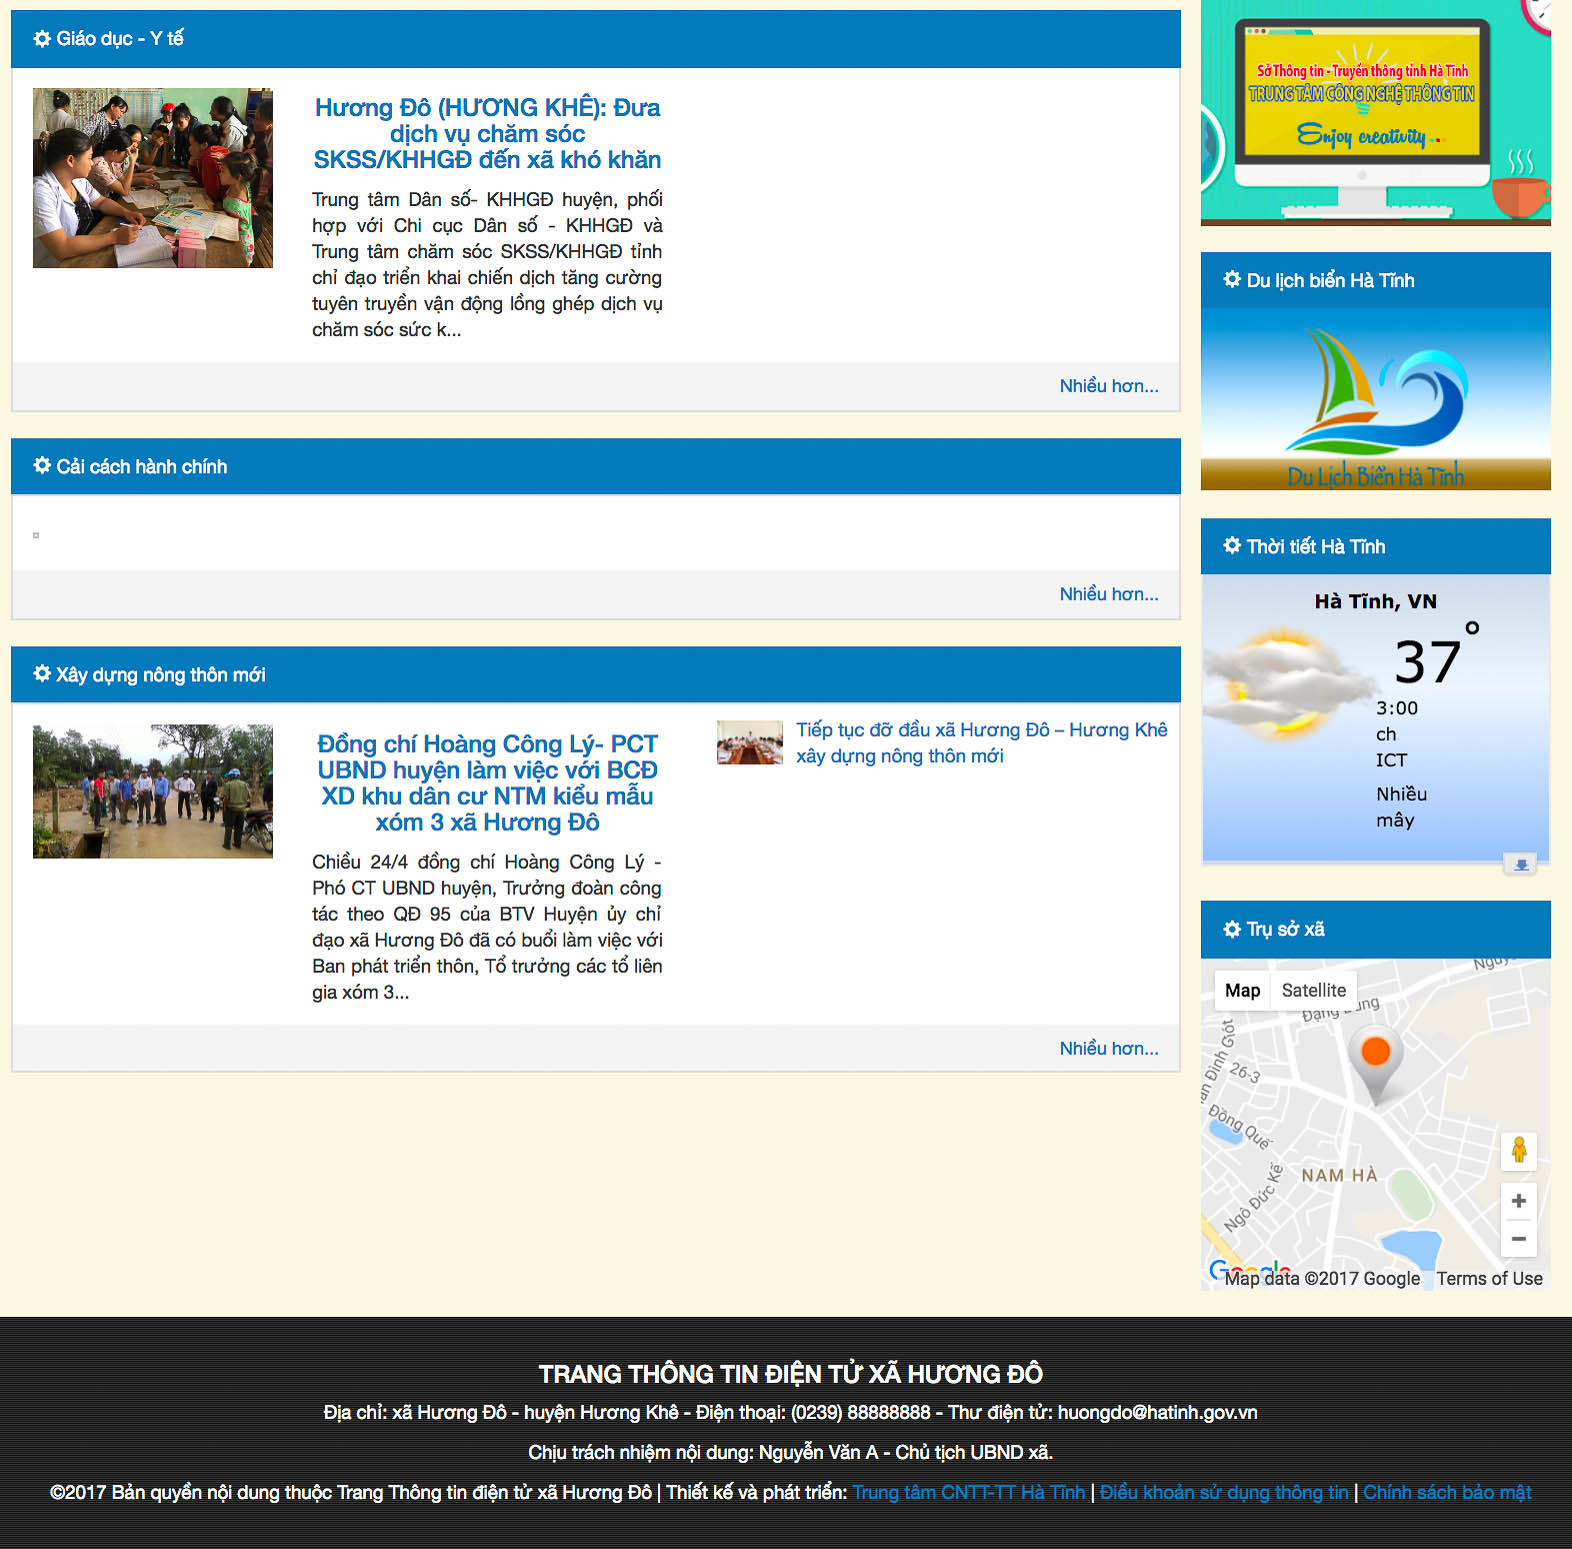 Giáo dục - Y tế
Hương Đô (HƯƠNG KHÊ): Đưa
dịch vụ chăm sóc
SKSS/KHHGĐ đến xã khó khăn
Trung tâm Dân số- KHHGĐ huyện, phối
hợp với Chi cục Dân số - KHHGĐ và
Trung tâm chăm sóc SKSS/KHHGĐ tỉnh
chỉ đạo triển khai chiến dịch tăng cường
tuyên truyền vận động lồng ghép dịch vụ
chăm sóc sức k...
Nhiều hơn...
Cải cách hành chính
Nhiều hơn...
Xây dựng nông thôn mới
Đồng chí Hoàng Công Lý- PCT
UBND huyện làm việc với BCĐ
XD khu dân cư NTM kiểu mẫu
xóm 3 xã Hương Đô
Chiều 24/4 đồng chí Hoàng Công Lý -
Phó CT UBND huyện, Trưởng đoàn công
tác theo QĐ 95 của BTV Huyện ủy chỉ
đạo xã Hương Đô đã có buổi làm việc với
Ban phát triển thôn, Tổ trưởng các tổ liên
gia xóm 3...
Tiếp tục đỡ đầu xã Hương Đô – Hương Khê
xây dựng nông thôn mới
Nhiều hơn...
Sở Thông tin - Truyền thông tỉnh Hà Tĩnh
TRUNG TÂM CÔNG NGHỆ THÔNG TIN
Enjoy creativity
Du lịch biển Hà Tĩnh
Du Lịch Biển Hà Tĩnh
Thời tiết Hà Tĩnh
Hà Tĩnh, VN
37°
3:00
ch
ICT
Nhiều
mây
Trụ sở xã
Map Satellite
Đặng Dung
26-3
Đồng Quế
NAM HÀ
Ngô Đức Kế
Google
Map data ©2017 Google Terms of Use
TRANG THÔNG TIN ĐIỆN TỬ XÃ HƯƠNG ĐÔ
Địa chỉ: xã Hương Đô - huyện Hương Khê - Điện thoại: (0239) 88888888 - Thư điện tử: huongdo@hatinh.gov.vn
Chịu trách nhiệm nội dung: Nguyễn Văn A - Chủ tịch UBND xã.
©2017 Bản quyền nội dung thuộc Trang Thông tin điện tử xã Hương Đô | Thiết kế và phát triển: Trung tâm CNTT-TT Hà Tĩnh | Điều khoản sử dụng thông tin | Chính sách bảo mật